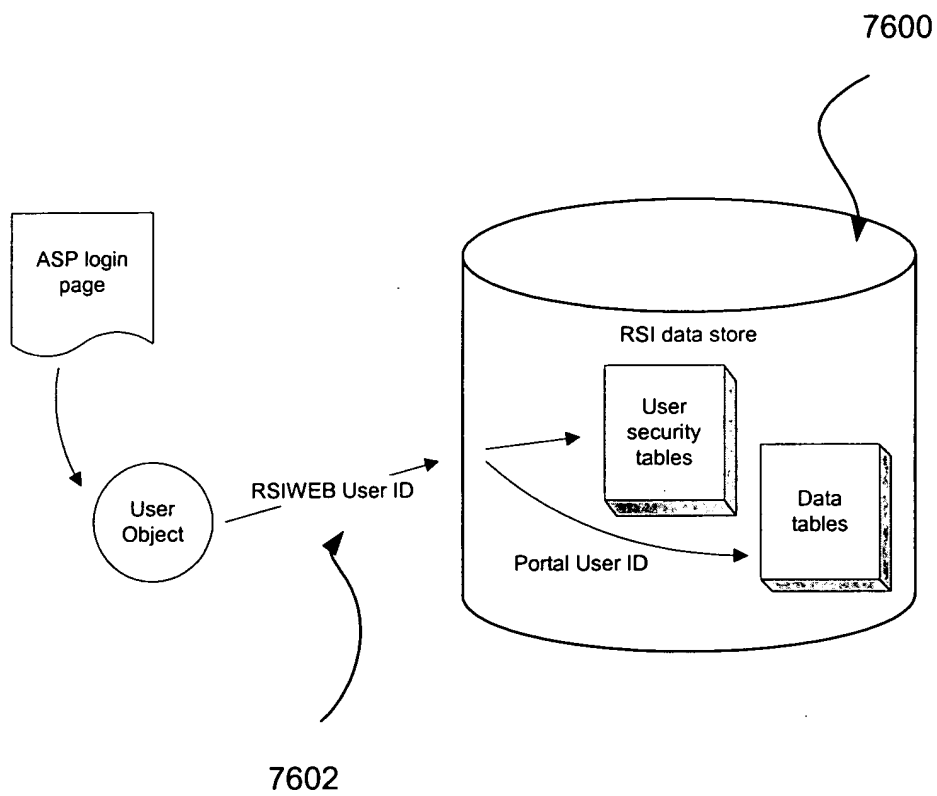 7600
ASP login
page
RSI data store
User
security
tables
RSIWEB User ID
User
Object
Data
tables
Portal User ID
7602